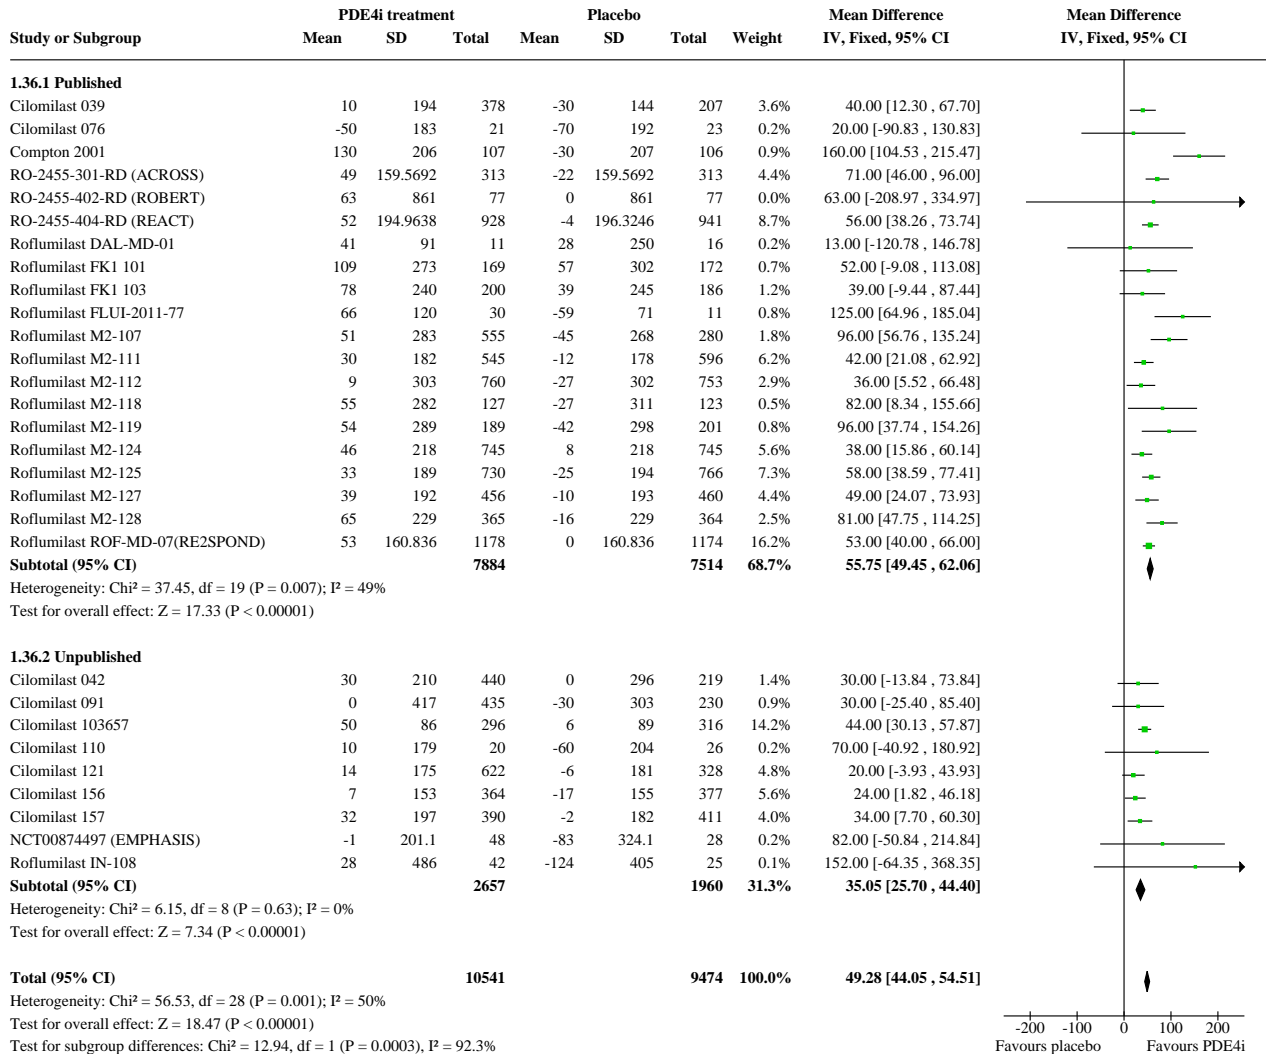 PDE4i treatment Placebo Mean Difference Mean Difference
Study or Subgroup Mean SD Total Mean SD Total Weight IV, Fixed, 95% CI IV, Fixed, 95% CI
1.36.1 Published
Cilomilast 039 10 194 378 -30 144 207 3.6% 40.00 [12.30 , 67.70]
Cilomilast 076 -50 183 21 -70 192 23 0.2% 20.00 [-90.83 , 130.83]
Compton 2001 130 206 107 -30 207 106 0.9% 160.00 [104.53 , 215.47]
RO-2455-301-RD (ACROSS) 49 159.5692 313 -22 159.5692 313 4.4% 71.00 [46.00 , 96.00]
RO-2455-402-RD (ROBERT) 63 861 77 0 861 77 0.0% 63.00 [-208.97 , 334.97]
RO-2455-404-RD (REACT) 52 194.9638 928 -4 196.3246 941 8.7% 56.00 [38.26 , 73.74]
Roflumilast DAL-MD-01 41 91 11 28 250 16 0.2% 13.00 [-120.78 , 146.78]
Roflumilast FK1 101 109 273 169 57 302 172 0.7% 52.00 [-9.08 , 113.08]
Roflumilast FK1 103 78 240 200 39 245 186 1.2% 39.00 [-9.44 , 87.44]
Roflumilast FLUI-2011-77 66 120 30 -59 71 11 0.8% 125.00 [64.96 , 185.04]
Roflumilast M2-107 51 283 555 -45 268 280 1.8% 96.00 [56.76 , 135.24]
Roflumilast M2-111 30 182 545 -12 178 596 6.2% 42.00 [21.08 , 62.92]
Roflumilast M2-112 9 303 760 -27 302 753 2.9% 36.00 [5.52 , 66.48]
Roflumilast M2-118 55 282 127 -27 311 123 0.5% 82.00 [8.34 , 155.66]
Roflumilast M2-119 54 289 189 -42 298 201 0.8% 96.00 [37.74 , 154.26]
Roflumilast M2-124 46 218 745 8 218 745 5.6% 38.00 [15.86 , 60.14]
Roflumilast M2-125 33 189 730 -25 194 766 7.3% 58.00 [38.59 , 77.41]
Roflumilast M2-127 39 192 456 -10 193 460 4.4% 49.00 [24.07 , 73.93]
Roflumilast M2-128 65 229 365 -16 229 364 2.5% 81.00 [47.75 , 114.25]
Roflumilast ROF-MD-07(RE2SPOND) 53 160.836 1178 0 160.836 1174 16.2% 53.00 [40.00 , 66.00]
Subtotal (95% CI) 7884 7514 68.7% 55.75 [49.45 , 62.06]
Heterogeneity: Chi² = 37.45, df = 19 (P = 0.007); I² = 49%
Test for overall effect: Z = 17.33 (P < 0.00001)
1.36.2 Unpublished
Cilomilast 042 30 210 440 0 296 219 1.4% 30.00 [-13.84 , 73.84]
Cilomilast 091 0 417 435 -30 303 230 0.9% 30.00 [-25.40 , 85.40]
Cilomilast 103657 50 86 296 6 89 316 14.2% 44.00 [30.13 , 57.87]
Cilomilast 110 10 179 20 -60 204 26 0.2% 70.00 [-40.92 , 180.92]
Cilomilast 121 14 175 622 -6 181 328 4.8% 20.00 [-3.93 , 43.93]
Cilomilast 156 7 153 364 -17 155 377 5.6% 24.00 [1.82 , 46.18]
Cilomilast 157 32 197 390 -2 182 411 4.0% 34.00 [7.70 , 60.30]
NCT00874497 (EMPHASIS) -1 201.1 48 -83 324.1 28 0.2% 82.00 [-50.84 , 214.84]
Roflumilast IN-108 28 486 42 -124 405 25 0.1% 152.00 [-64.35 , 368.35]
Subtotal (95% CI) 2657 1960 31.3% 35.05 [25.70 , 44.40]
Heterogeneity: Chi² = 6.15, df = 8 (P = 0.63); I² = 0%
Test for overall effect: Z = 7.34 (P < 0.00001)
Total (95% CI) 10541 9474 100.0% 49.28 [44.05 , 54.51]
Heterogeneity: Chi² = 56.53, df = 28 (P = 0.001); I² = 50%
Test for overall effect: Z = 18.47 (P < 0.00001)
-200 -100 0 100 200
Test for subgroup differences: Chi² = 12.94, df = 1 (P = 0.0003), I² = 92.3%
Favours placebo Favours PDE4i